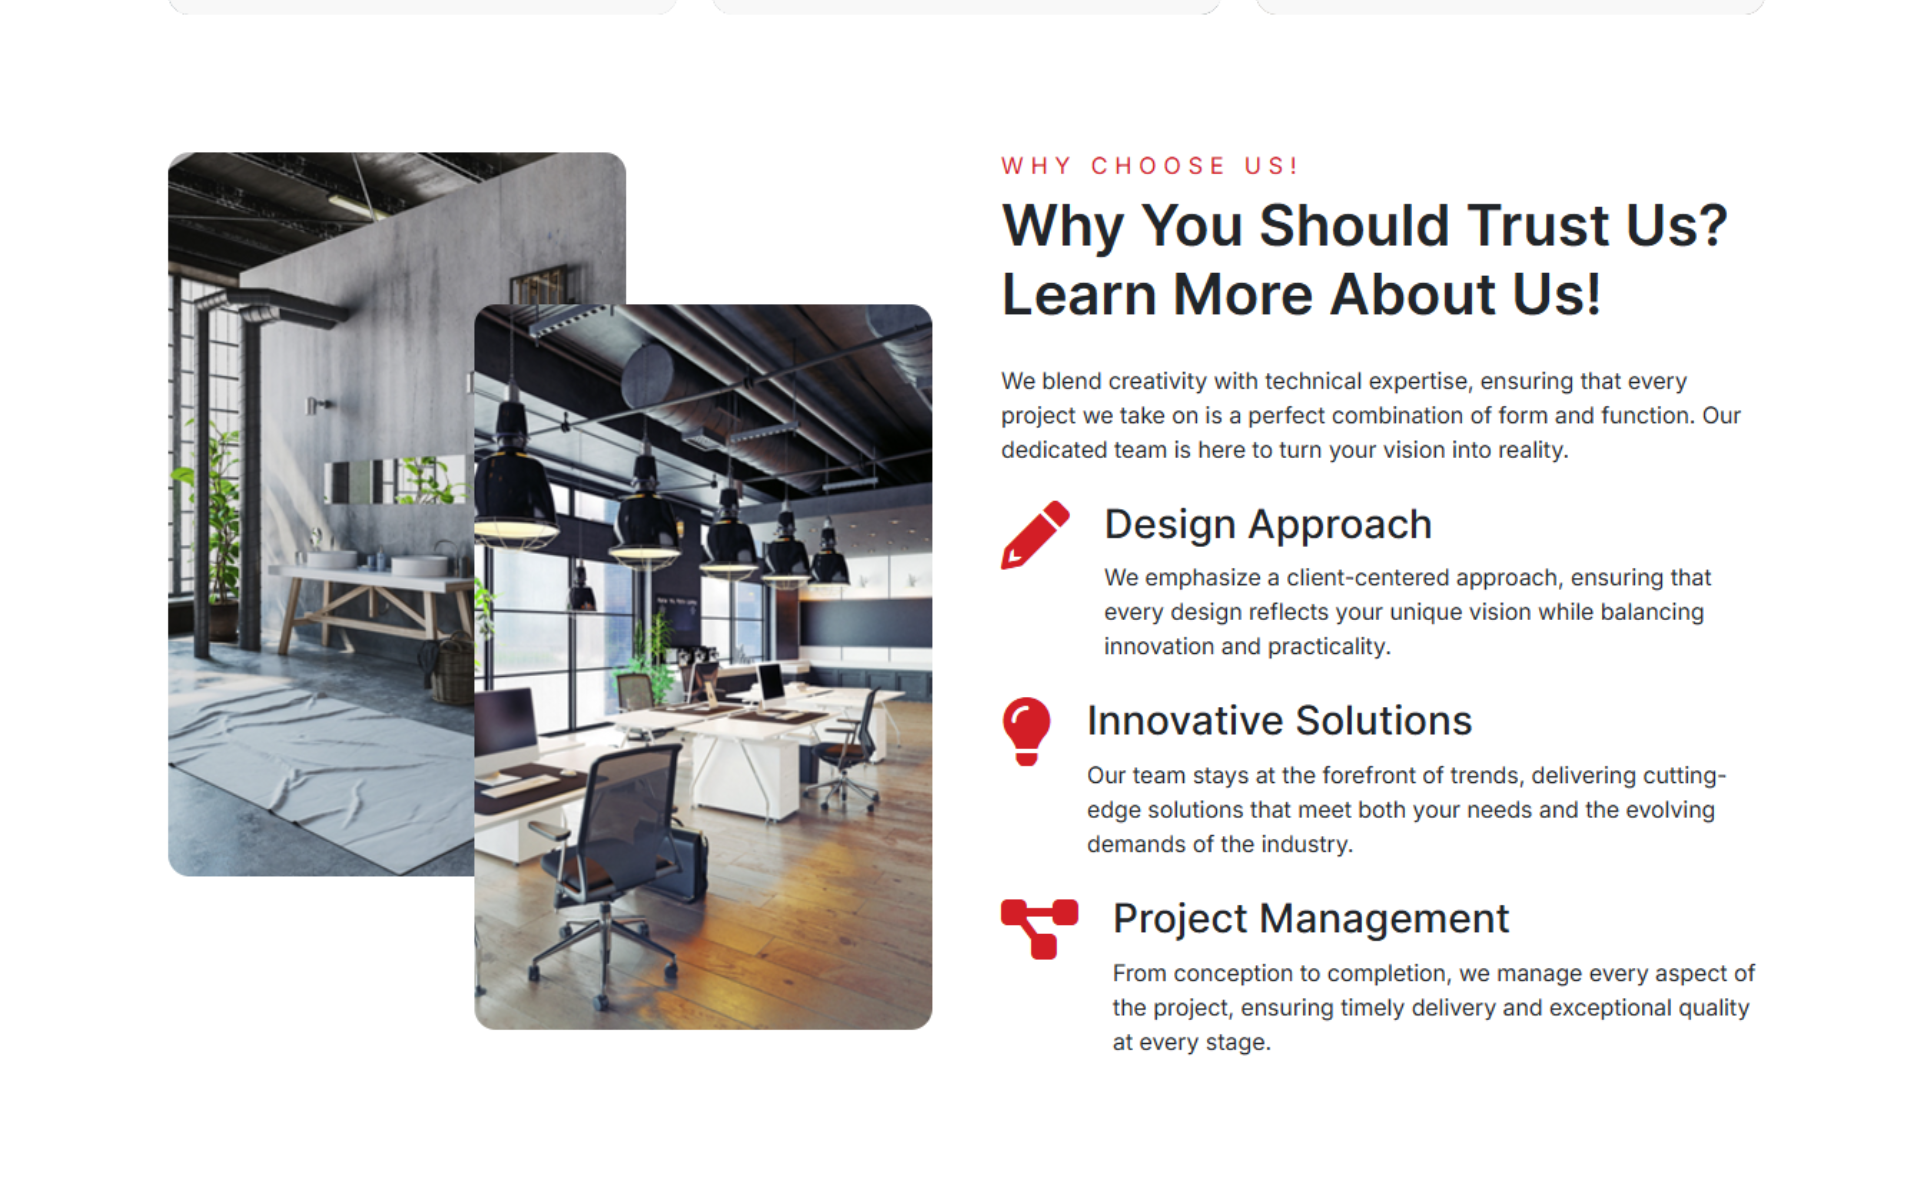 WHY CHOOSE US!
Why You Should Trust Us?
Learn More About Us!
We blend creativity with technical expertise, ensuring that every
project we take on is a perfect combination of form and function. Our
dedicated team is here to turn your vision into reality.
Design Approach
We emphasize a client-centered approach, ensuring that
every design reflects your unique vision while balancing
innovation and practicality.
Innovative Solutions
Our team stays at the forefront of trends, delivering cutting-
edge solutions that meet both your needs and the evolving
demands of the industry.
Project Management
From conception to completion, we manage every aspect of
the project, ensuring timely delivery and exceptional quality
at every stage.